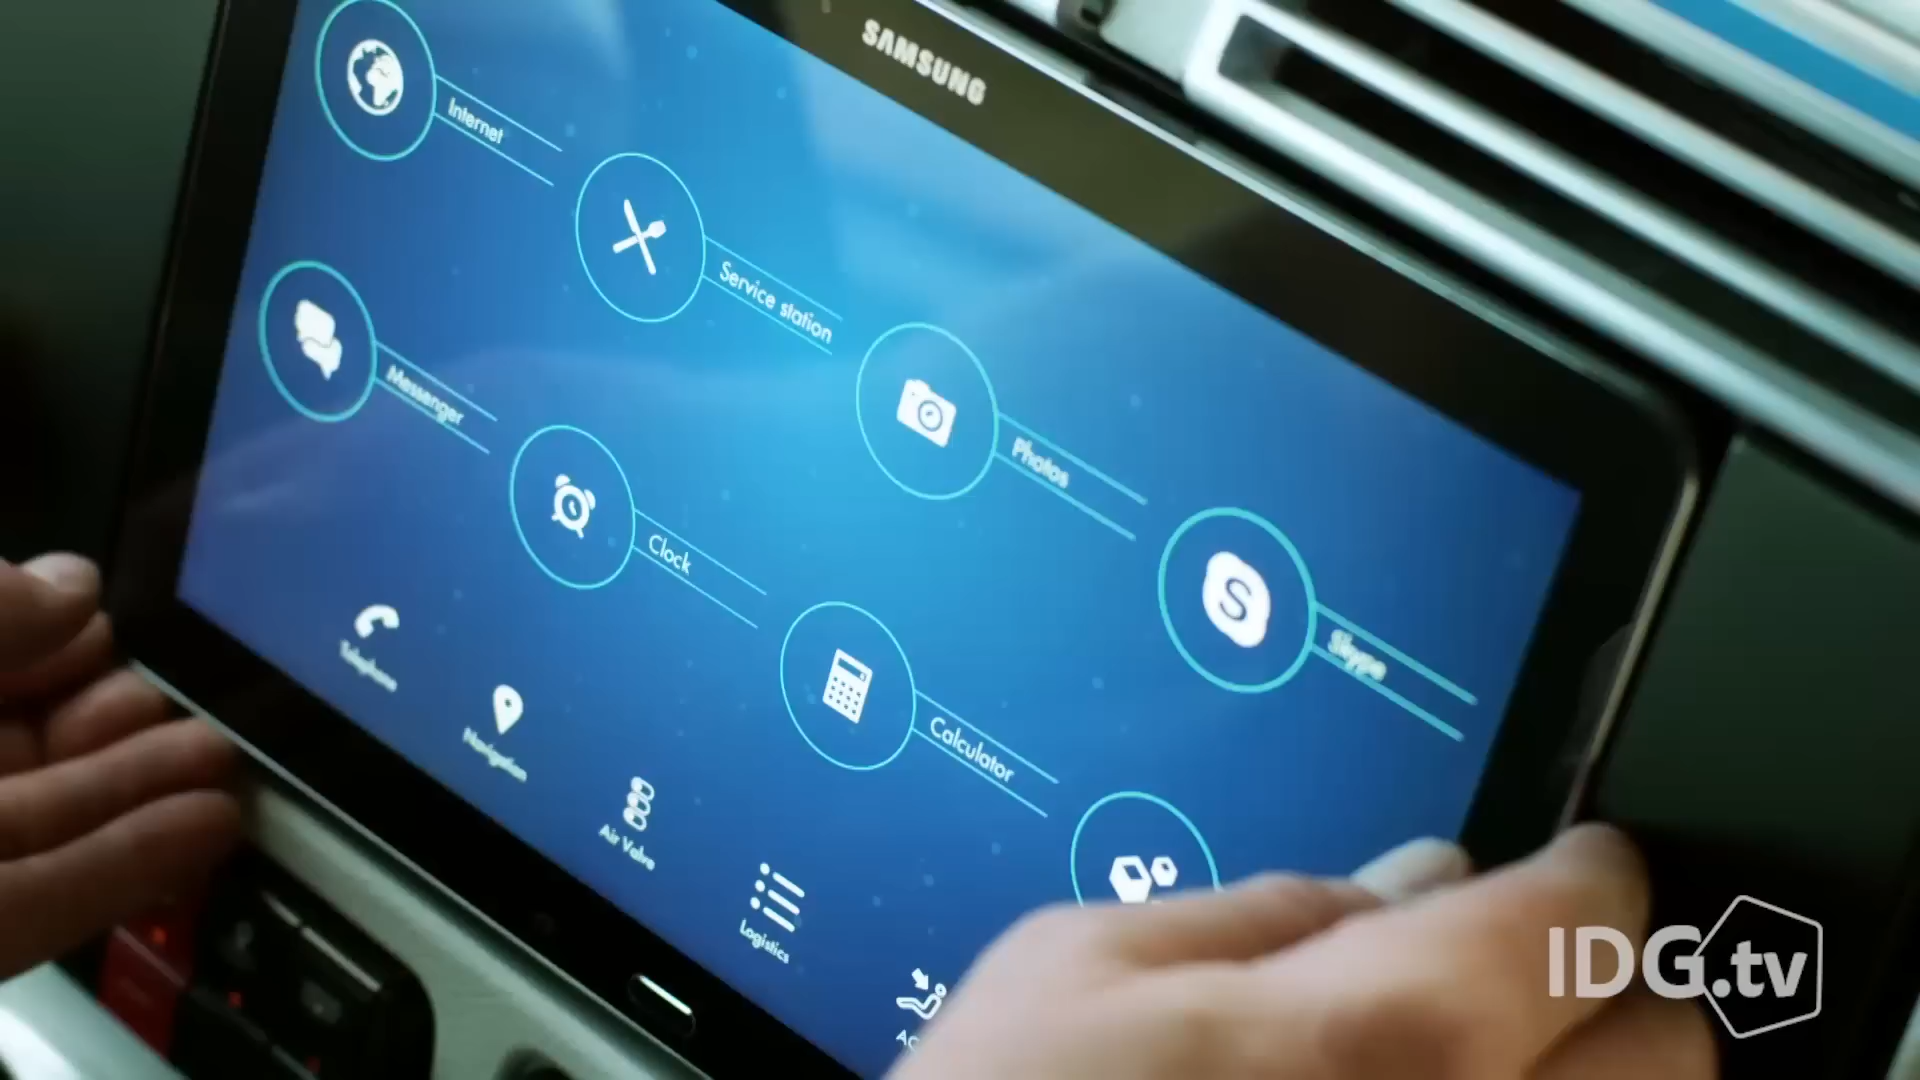 SAMSUNG
Internet
Service station
Photos
Skype
Messenger
Clock
Calculator
Telephone
Navigation
Air Valve
Logistics
IDG.tv